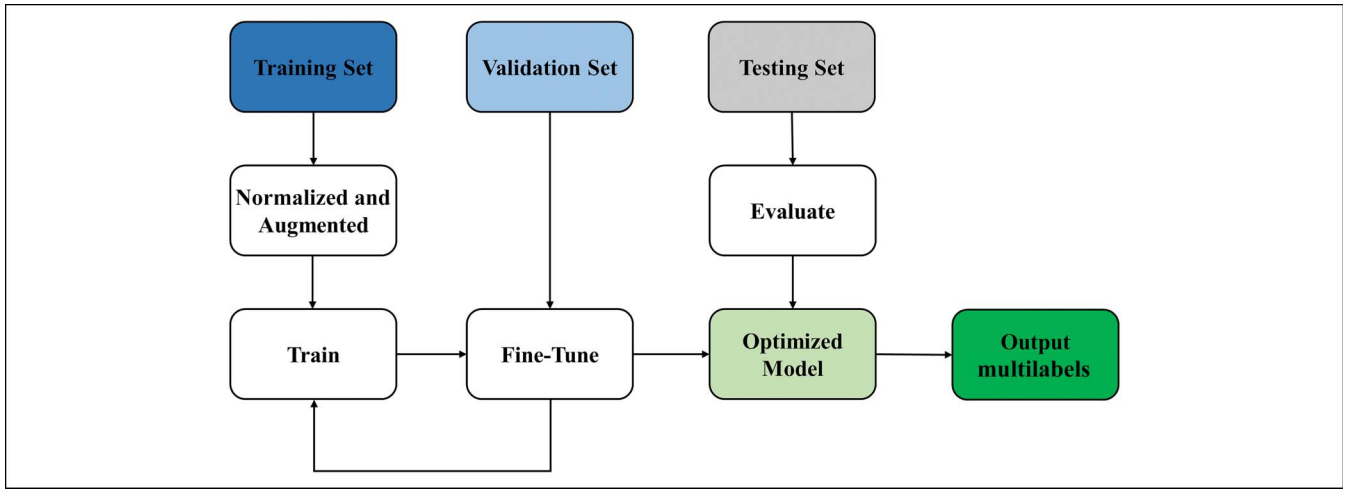 Training Set
Validation Set
Testing Set
Normalized and
Augmented
Evaluate
Train
Fine-Tune
Optimized
Model
Output
multilabels